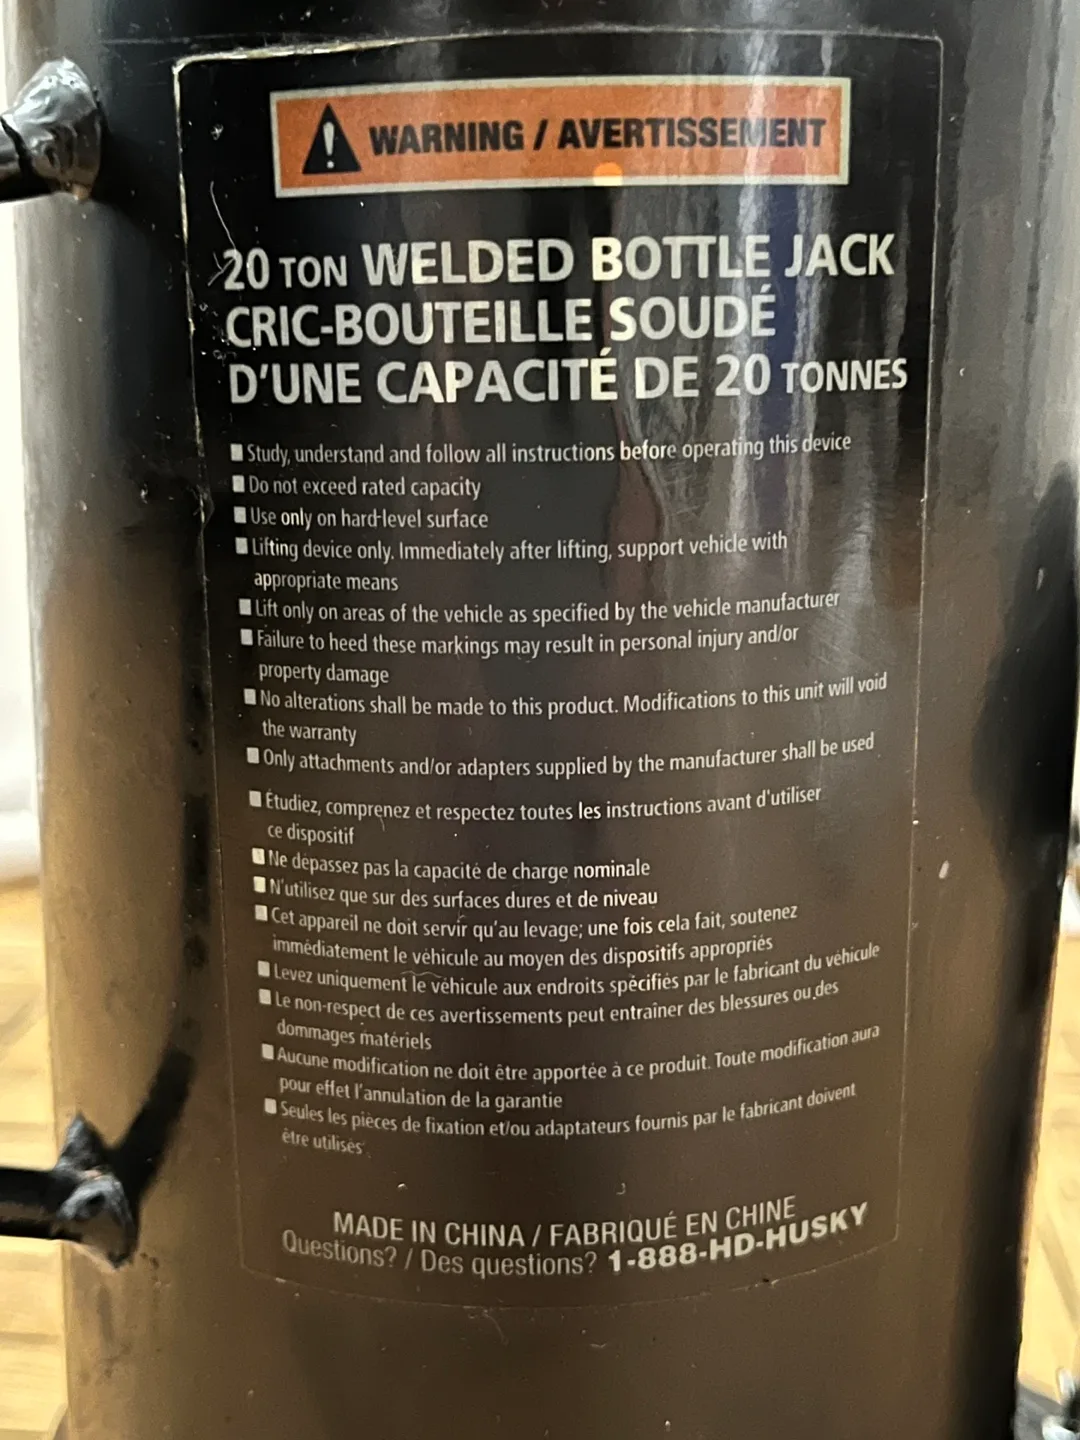 WARNING / AVERTISSEMENT
20 TON WELDED BOTTLE JACK
CRIC-BOUTEILLE SOUDÉ
D'UNE CAPACITÉ DE 20 TONNES
■ Study, understand and follow all instructions before operating this device
■ Do not exceed rated capacity
■ Use only on hard-level surface
■ Lifting device only. Immediately after lifting, support vehicle with
appropriate means
■ Lift only on areas of the vehicle as specified by the vehicle manufacturer
■ Failure to heed these markings may result in personal injury and/or
property damage
■ No alterations shall be made to this product. Modifications to this unit will void
the warranty
■ Only attachments and/or adapters supplied by the manufacturer shall be used
■ Étudiez, comprenez et respectez toutes les instructions avant d'utiliser
ce dispositif
■ Ne dépassez pas la capacité de charge nominale
■ N'utilisez que sur des surfaces dures et de niveau
■ Cet appareil ne doit servir qu'au levage; une fois cela fait, soutenez
immédiatement le véhicule au moyen des dispositifs appropriés
■ Levez uniquement le véhicule aux endroits spécifiés par le fabricant du véhicule
■ Le non-respect de ces avertissements peut entraîner des blessures ou des
dommages matériels
■ Aucune modification ne doit être apportée à ce produit. Toute modification aura
pour effet l'annulation de la garantie
■ Seules les pièces de fixation et/ou adaptateurs fournis par le fabricant doivent
être utilisés
MADE IN CHINA / FABRIQUÉ EN CHINE
Questions? / Des questions? 1-888-HD-HUSKY